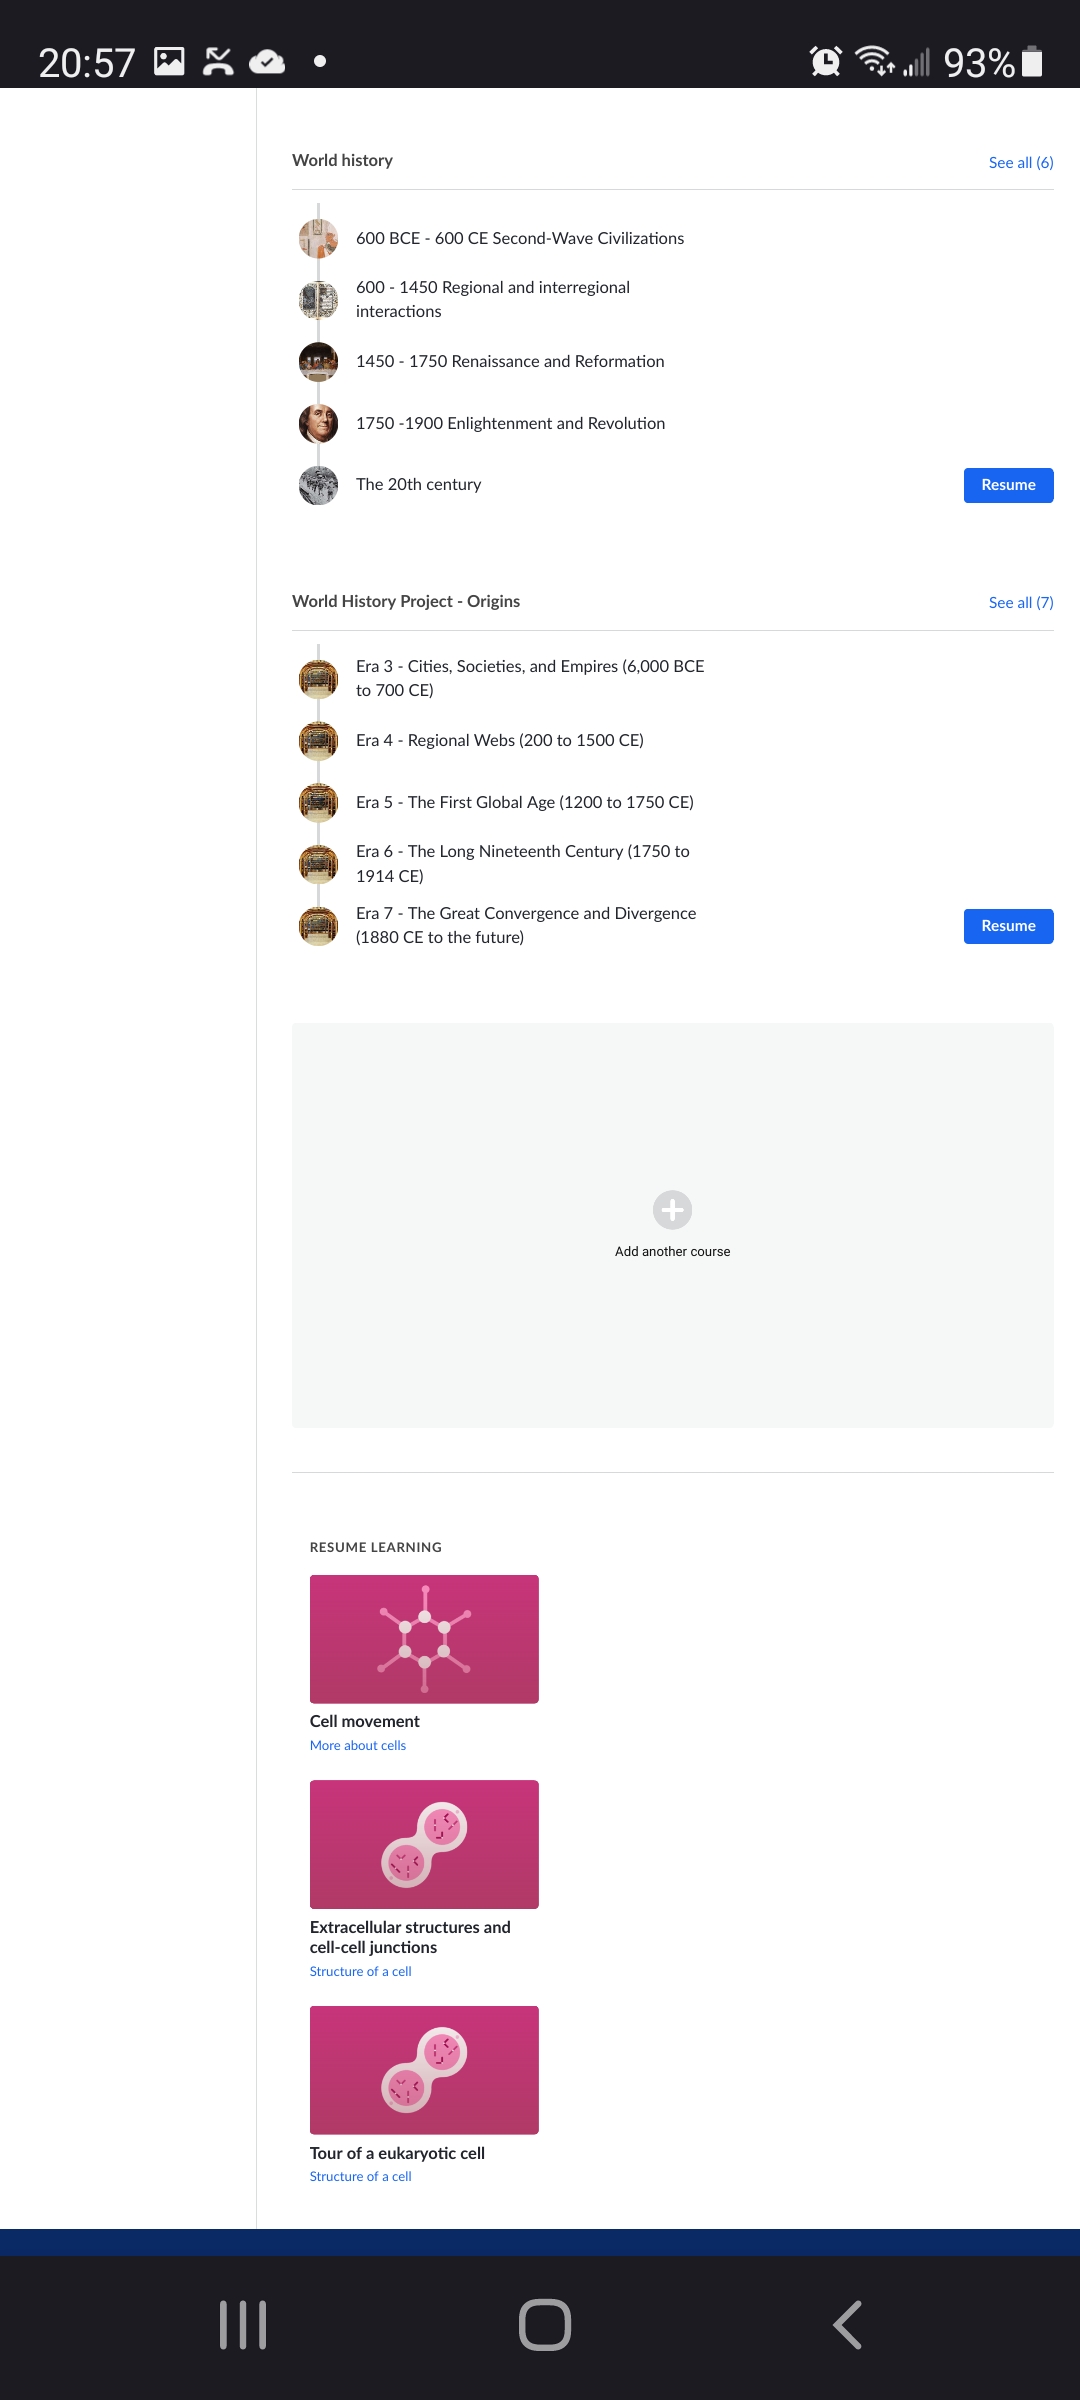 20:57
93%
World history
See all (6)
600 BCE - 600 CE Second-Wave Civilizations
600 - 1450 Regional and interregional
interactions
1450 - 1750 Renaissance and Reformation
1750 -1900 Enlightenment and Revolution
The 20th century
Resume
World History Project - Origins
See all (7)
Era 3 - Cities, Societies, and Empires (6,000 BCE
to 700 CE)
Era 4 - Regional Webs (200 to 1500 CE)
Era 5 - The First Global Age (1200 to 1750 CE)
Era 6 - The Long Nineteenth Century (1750 to
1914 CE)
Era 7 - The Great Convergence and Divergence
(1880 CE to the future)
Resume
Add another course
RESUME LEARNING
Cell movement
More about cells
Extracellular structures and
cell-cell junctions
Structure of a cell
Tour of a eukaryotic cell
Structure of a cell